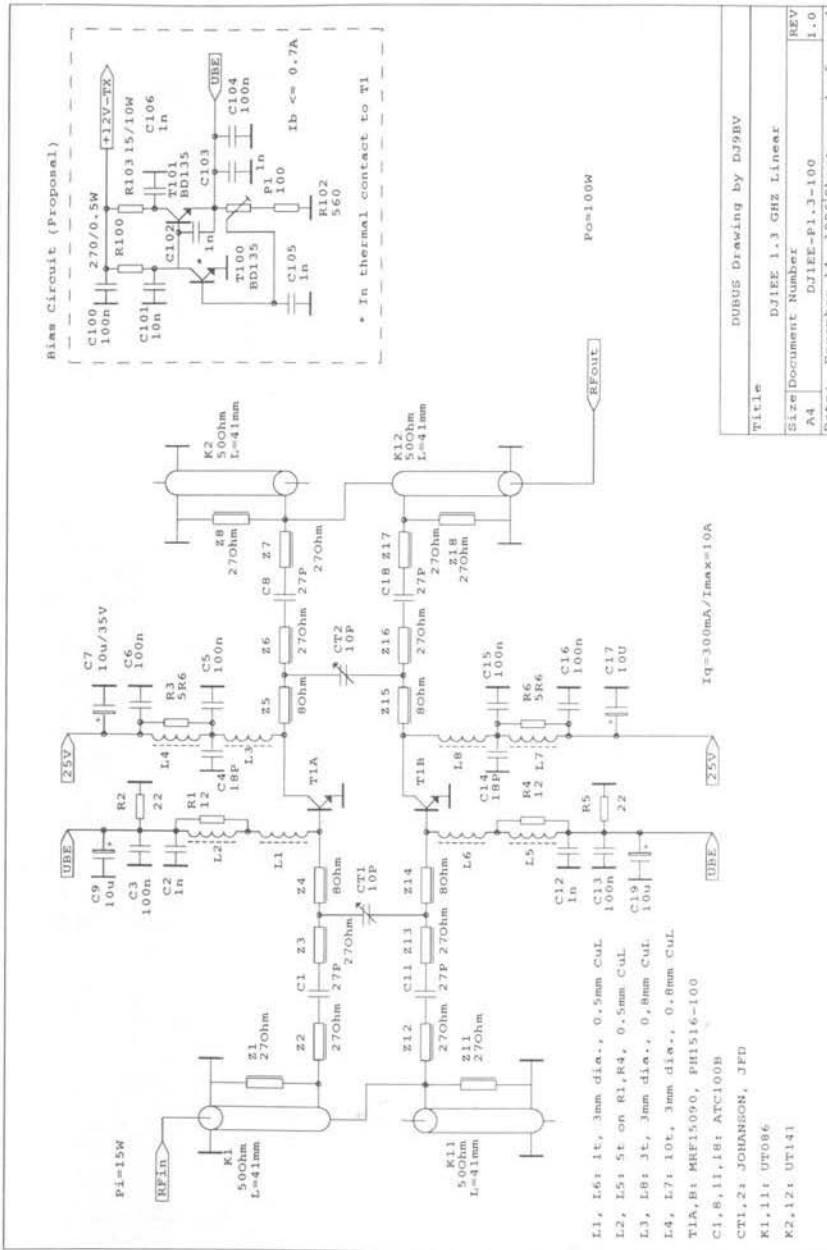 Bias Circuit (Proposal)
+12V-TX
C100
100n
270/0.5W
R100
R103 15/10W
C106
1n
C101
10n
C102
1n
T101
BD135
C103
1n
UBE
C104
100n
*
T100
BD135
P1
100
C105
1n
R102
560
Ib <= 0.7A
* In thermal contact to T1
UBE
25V
C9
10u
+
C3
100n
C2
1n
R2
22
R1
12
L2
L1
C7
10u/35V
+
C6
100n
R3
5R6
C5
100n
L4
C4
18P
L3
Pi=15W
RFin
K1
50Ohm
L=41mm
Z1
27Ohm
Z2
27Ohm
C1
27P
Z3
27Ohm
Z4
8Ohm
T1A
Z5
8Ohm
Z6
27Ohm
C8
27P
Z7
27Ohm
Z8
27Ohm
K2
50Ohm
L=41mm
CT1
10P
CT2
10P
K11
50Ohm
L=41mm
Z11
27Ohm
Z12
27Ohm
C11
27P
Z13
Z14
8Ohm
T1B
Z15
8Ohm
Z16
27Ohm
C18
27P
Z17
27Ohm
Z18
27Ohm
K12
50Ohm
L=41mm
RFout
Po=100W
L6
L5
R4
12
C12
1n
C13
100n
R5
22
C19
10u
+
UBE
L8
C14
18P
C15
100n
L7
R6
5R6
C16
100n
C17
10U
+
25V
Iq=300mA/Imax=10A
L1, L6: 1t, 3mm dia., 0.5mm CuL
L2, L5: 5t on R1,R4, 0.5mm CuL
L3, L8: 3t, 3mm dia., 0.8mm CuL
L4, L7: 10t, 3mm dia., 0.8mm CuL
T1A,B: MRF15090, PH1516-100
C1,8,11,18: ATC100B
CT1,2: JOHANSON, JFD
K1,11: UT086
K2,12: UT141
DUBUS Drawing by DJ9BV
Title
DJ1EE 1.3 GHZ Linear
Size Document Number
REV
A4
DJ1EE-P1.3-100
1.0